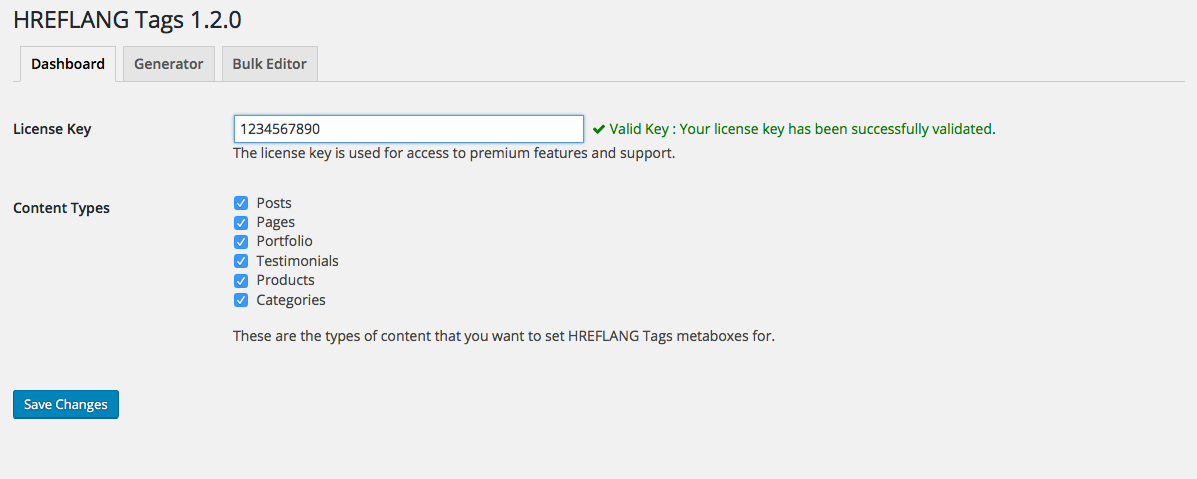 HREFLANG Tags 1.2.0
Dashboard Generator Bulk Editor
License Key 1234567890 Valid Key : Your license key has been successfully validated.
The license key is used for access to premium features and support.
Content Types Posts
Pages
Portfolio
Testimonials
Products
Categories
These are the types of content that you want to set HREFLANG Tags metaboxes for.
Save Changes